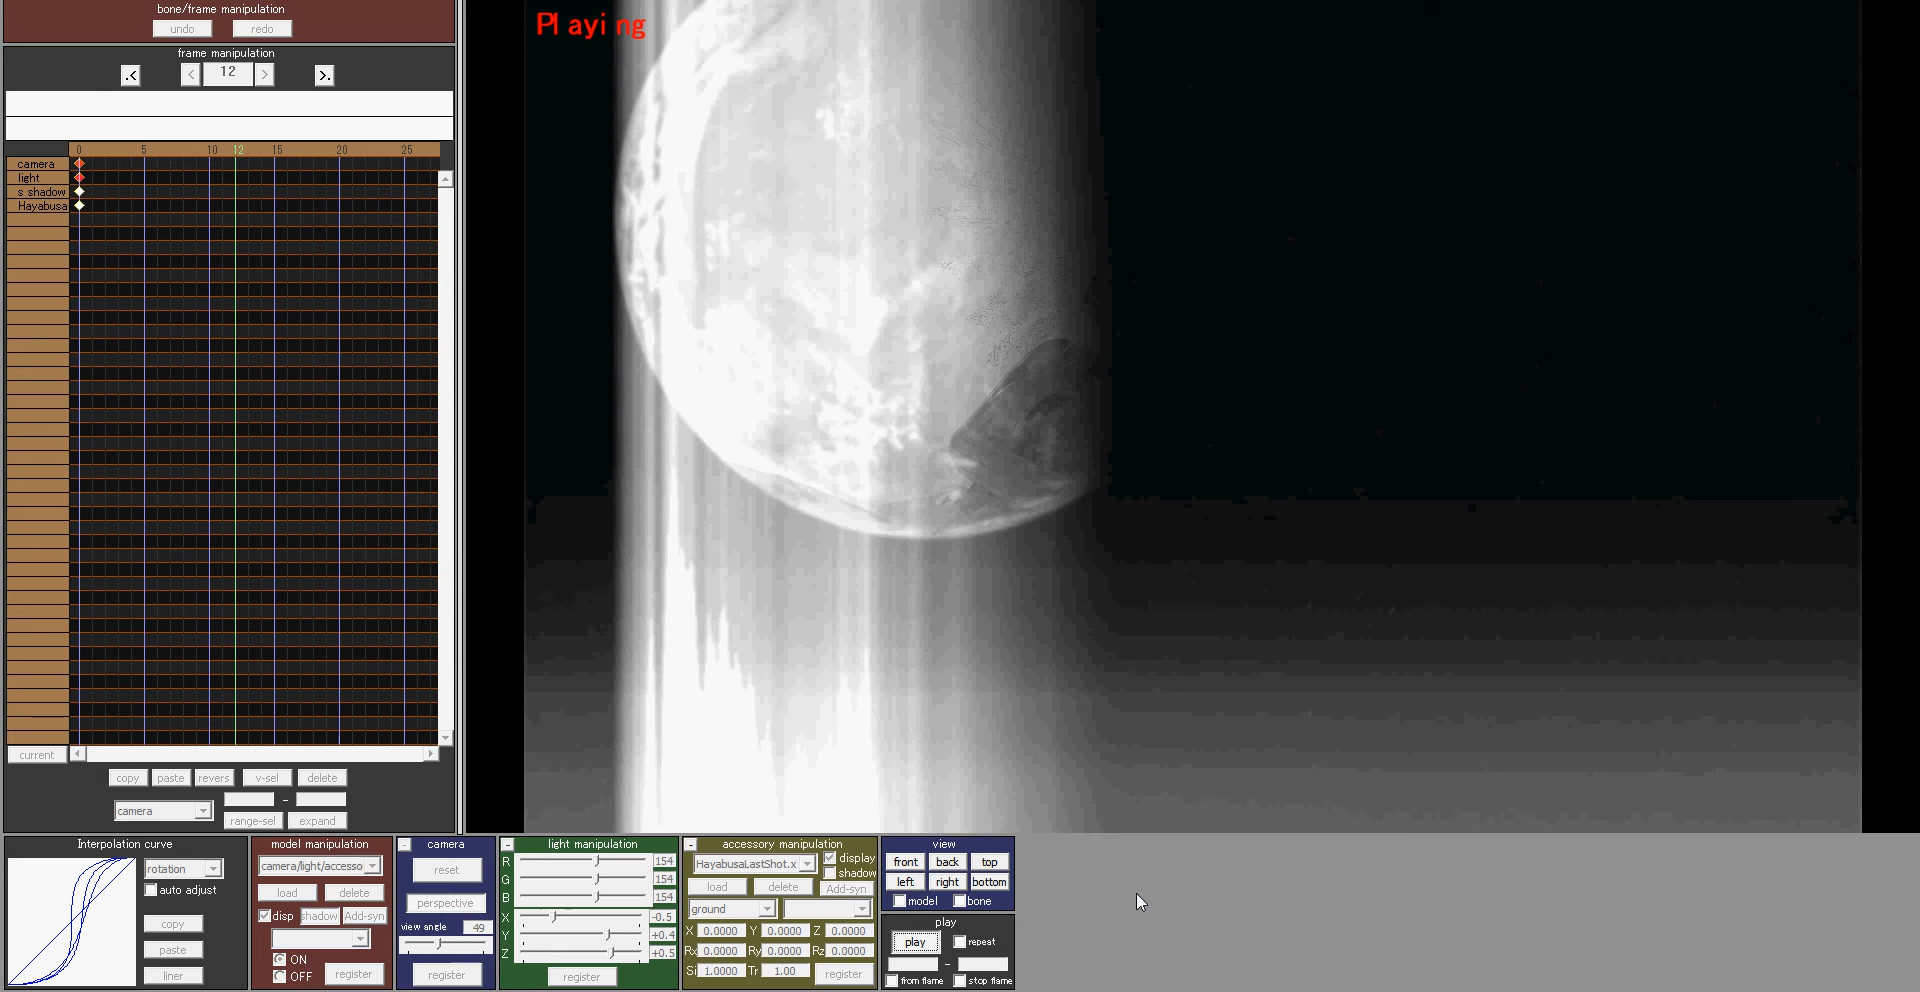 bone/frame manipulation
undo redo
frame manipulation
.< < 12 > >.
0 5 10 12 15 20 25
camera
light
s shadow
Hayabusa
current
copy paste revers v-sel delete
camera -
range-sel expand
Playing
Interpolation curve
rotation
auto adjust
copy
paste
liner
model manipulation
camera/light/accesso
load delete
disp shadow Add-syn
ON
OFF register
- camera
reset
perspective
view angle 49
register
- light manipulation
R 154
G 154
B 154
X -0.5
Y +0.4
Z +0.5
register
- accessory manipulation
HayabusaLastShot.x display
shadow
load delete Add-syn
ground
X 0.0000 Y 0.0000 Z 0.0000
Rx 0.0000 Ry 0.0000 Rz 0.0000
Si 1.0000 Tr 1.00 register
view
front back top
left right bottom
model bone
play
play repeat
-
from flame stop flame